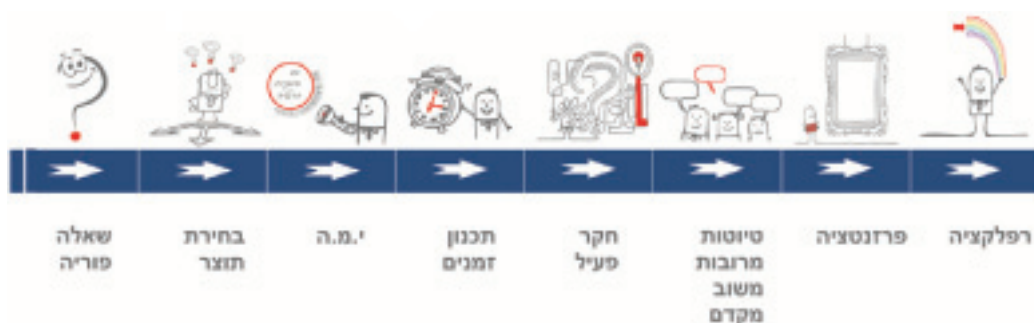 שאלה
פוריה
בחירת
תוצר
י.מ.ה
תכנון
זמנים
חקר
פעיל
טיוטות
מרובות
משוב
מקדם
פרזנטציה
רפלקציה